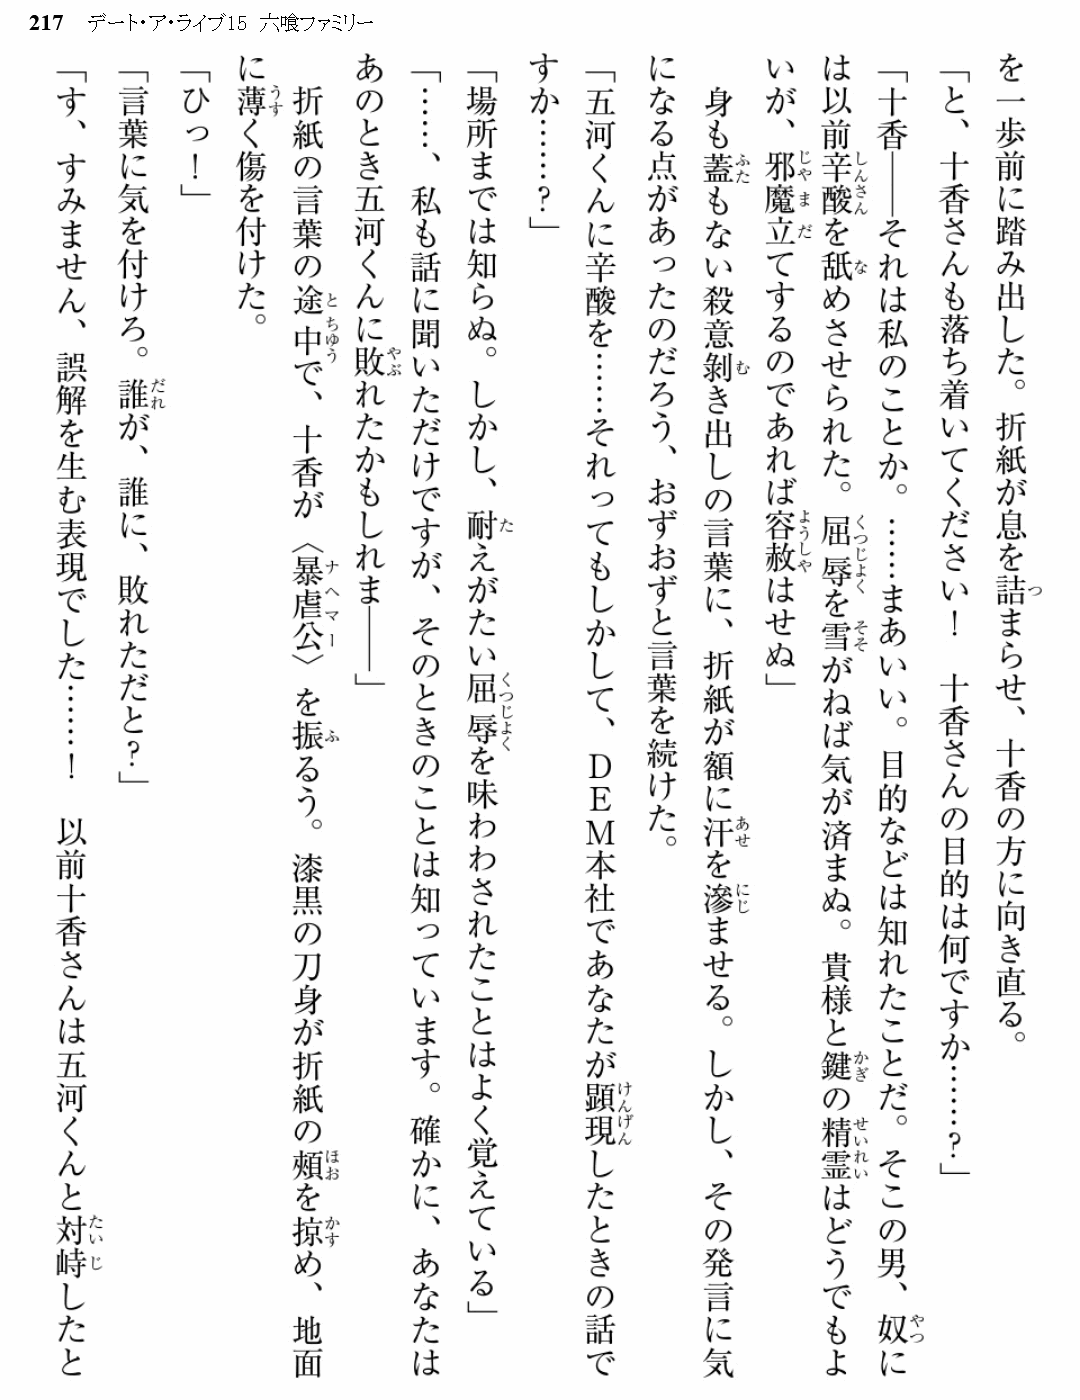 217 デート・ア・ライブ15 六喰ファミリー
を一歩前に踏み出した。折紙が息を詰まらせ、十香の方に向き直る。
「と、十香さんも落ち着いてください！　十香さんの目的は何ですか……？」
「十香――それは私のことか。……まあいい。目的などは知れたことだ。そこの男、奴に
は以前辛酸を舐めさせられた。屈辱を雪がねば気が済まぬ。貴様と鍵の精霊はどうでもよ
いが、邪魔立てするのであれば容赦はせぬ」
　身も蓋もない殺意剝き出しの言葉に、折紙が額に汗を滲ませる。しかし、その発言に気
になる点があったのだろう、おずおずと言葉を続けた。
「五河くんに辛酸を……それってもしかして、ＤＥＭ本社であなたが顕現したときの話で
すか……？」
「場所までは知らぬ。しかし、耐えがたい屈辱を味わわされたことはよく覚えている」
「……、私も話に聞いただけですが、そのときのことは知っています。確かに、あなたは
あのとき五河くんに敗れたかもしれま――」
　折紙の言葉の途中で、十香が〈暴虐公〉を振るう。漆黒の刀身が折紙の頰を掠め、地面
に薄く傷を付けた。
「ひっ！」
「言葉に気を付けろ。誰が、誰に、敗れただと？」
「す、すみません、誤解を生む表現でした……！　以前十香さんは五河くんと対峙したと